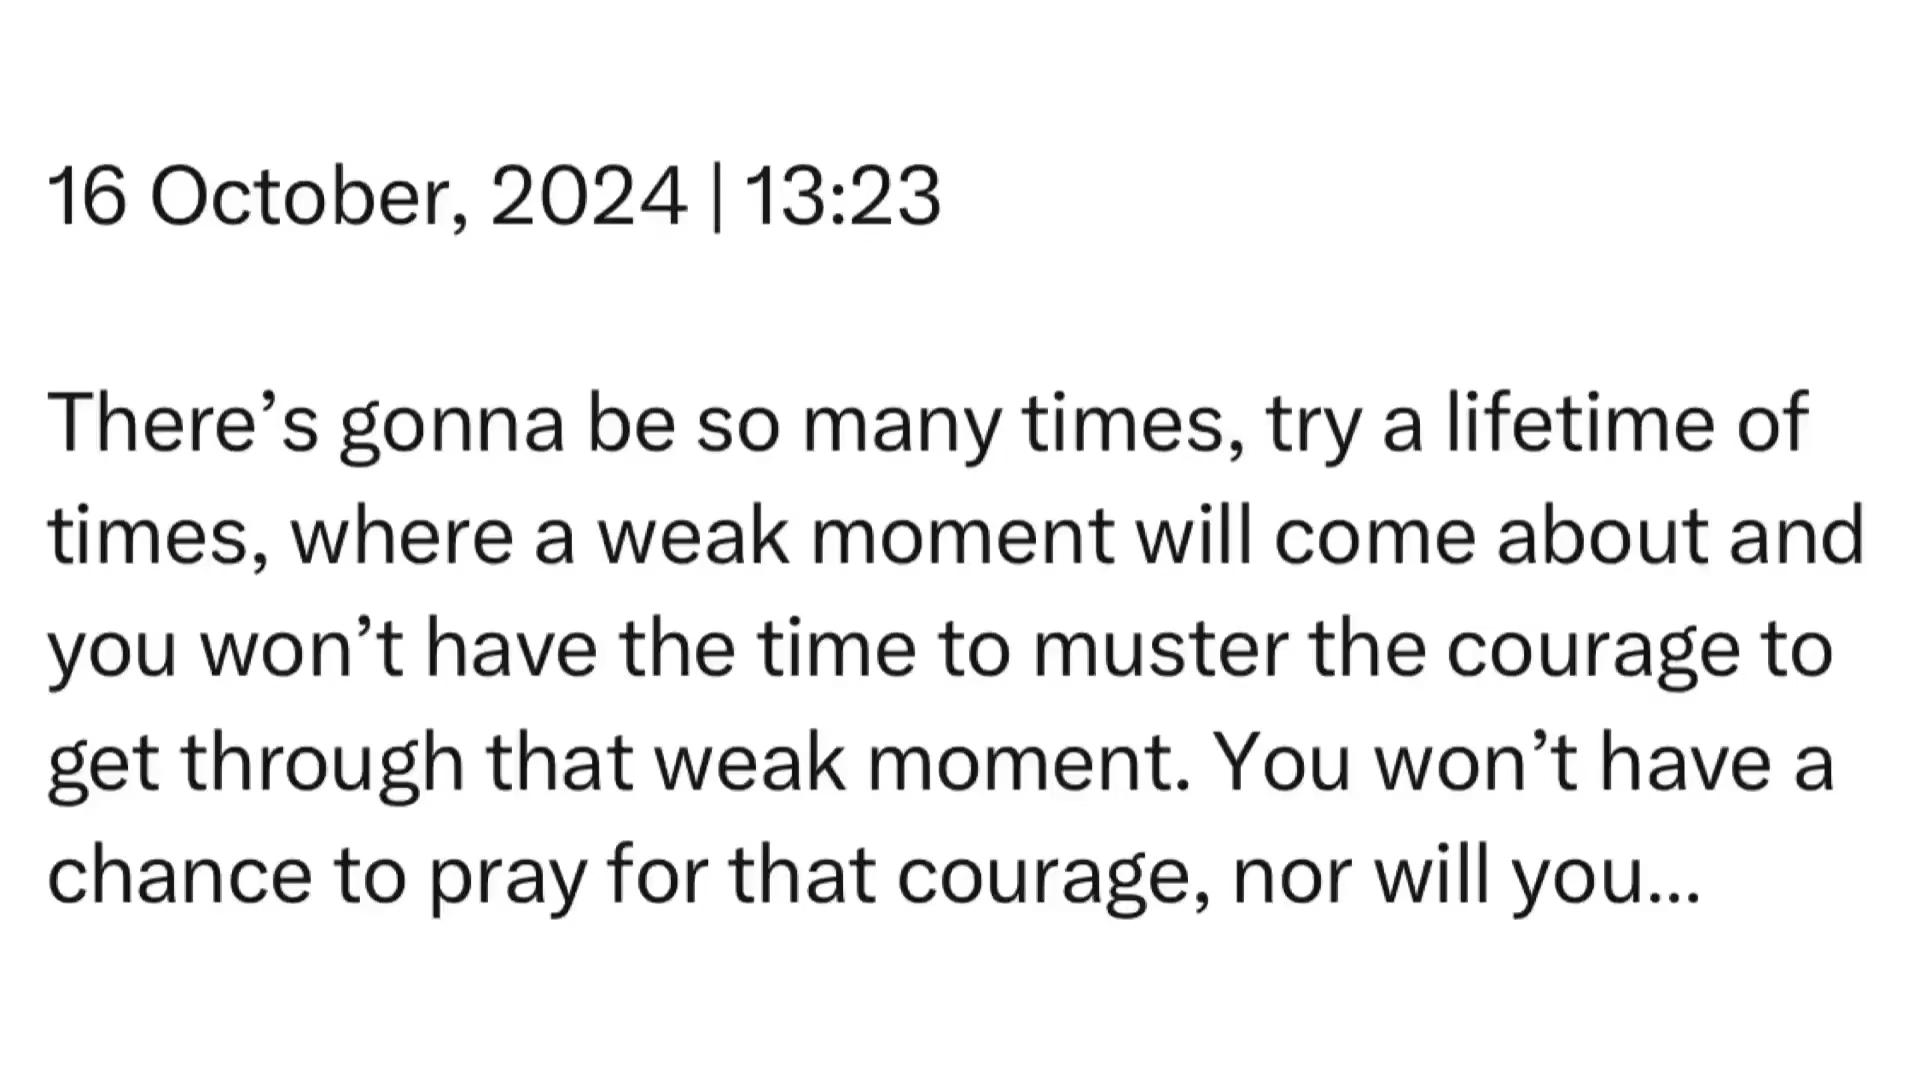 16 October, 2024 | 13:23
There’s gonna be so many times, try a lifetime of
times, where a weak moment will come about and
you won’t have the time to muster the courage to
get through that weak moment. You won’t have a
chance to pray for that courage, nor will you...